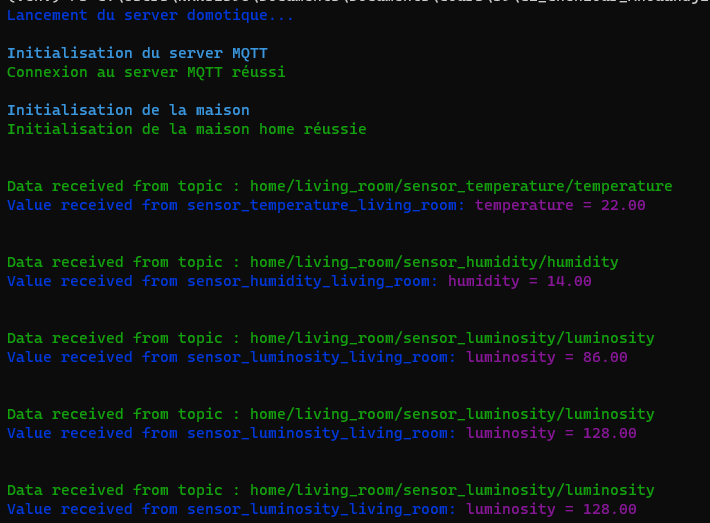 Lancement du server domotique...
Initialisation du server MQTT
Connexion au server MQTT réussi
Initialisation de la maison
Initialisation de la maison home réussie
Data received from topic : home/living_room/sensor_temperature/temperature
Value received from sensor_temperature_living_room: temperature = 22.00
Data received from topic : home/living_room/sensor_humidity/humidity
Value received from sensor_humidity_living_room: humidity = 14.00
Data received from topic : home/living_room/sensor_luminosity/luminosity
Value received from sensor_luminosity_living_room: luminosity = 86.00
Data received from topic : home/living_room/sensor_luminosity/luminosity
Value received from sensor_luminosity_living_room: luminosity = 128.00
Data received from topic : home/living_room/sensor_luminosity/luminosity
Value received from sensor_luminosity_living_room: luminosity = 128.00